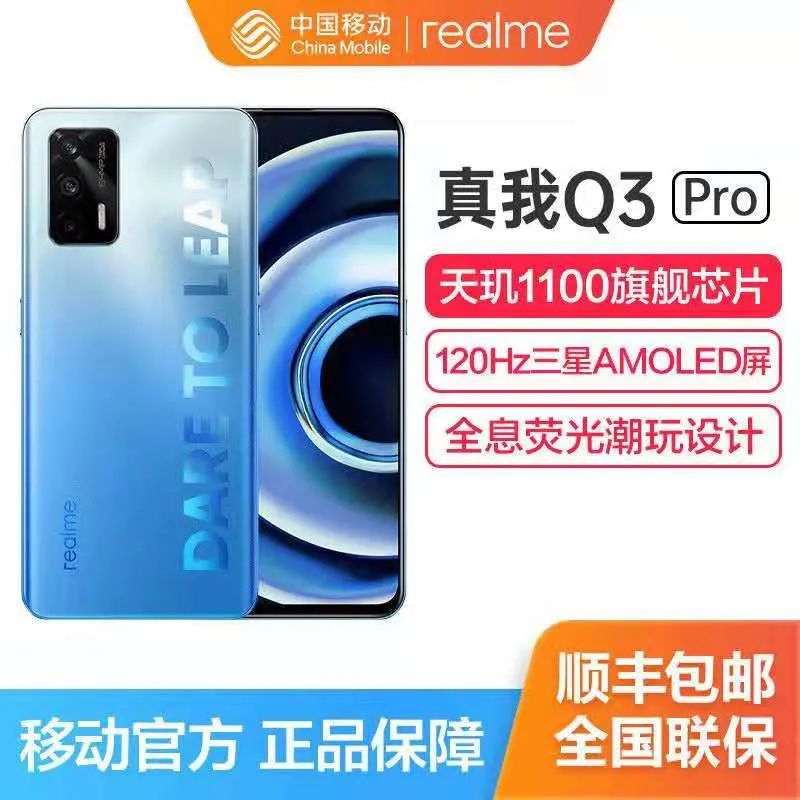 中国移动
China Mobile
realme
真我Q3 Pro
天玑1100旗舰芯片
120Hz三星AMOLED屏
全息荧光潮玩设计
64MP
DARE TO LEAP
realme
移动官方 正品保障
顺丰包邮
全国联保